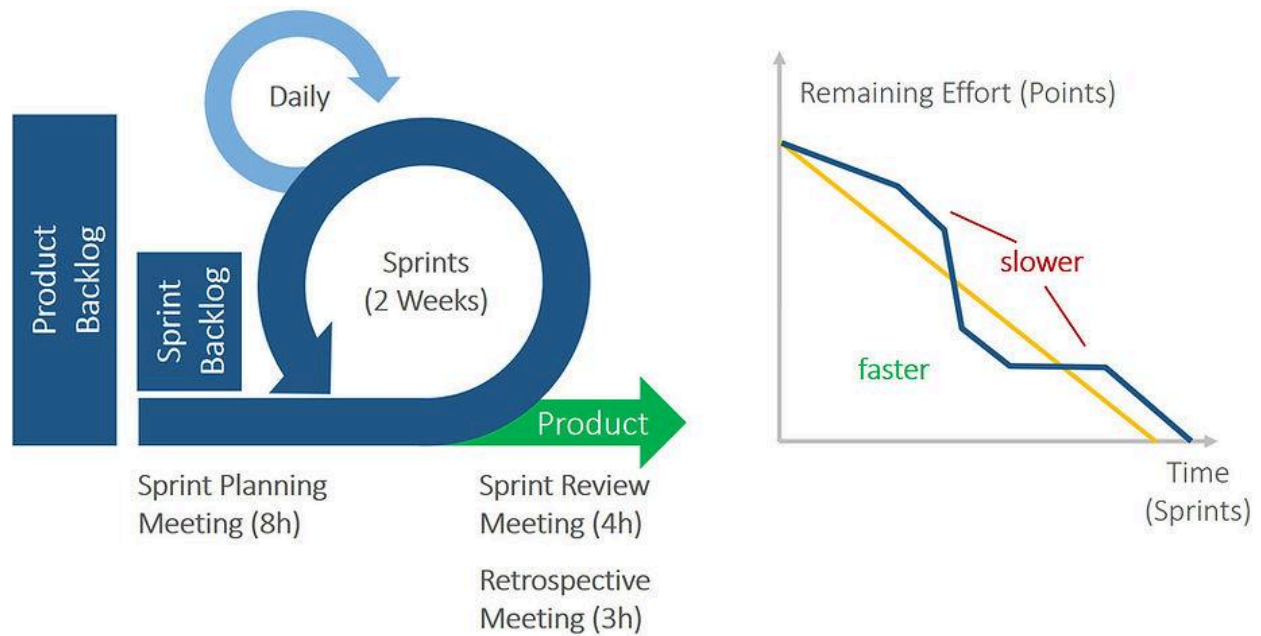 Product
Backlog
Sprint
Backlog
Daily
Sprints
(2 Weeks)
Product
Sprint Planning
Meeting (8h)
Sprint Review
Meeting (4h)
Retrospective
Meeting (3h)
Remaining Effort (Points)
slower
faster
Time
(Sprints)